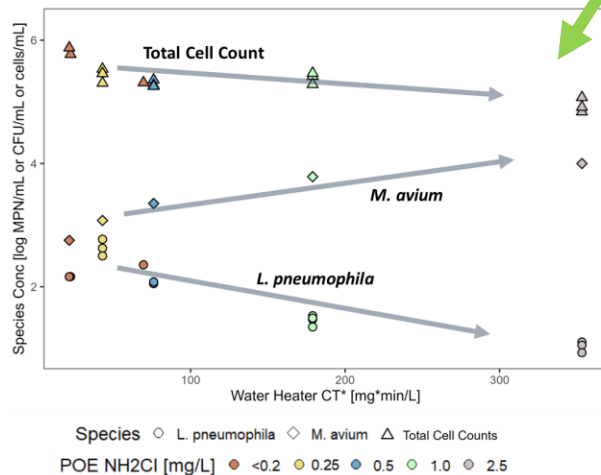 6
4
2
Species Conc [log MPN/mL or CFU/mL or cells/mL]
Total Cell Count
M. avium
L. pneumophila
100 200 300
Water Heater CT* [mg*min/L]
Species L. pneumophila M. avium Total Cell Counts
POE NH2Cl [mg/L] <0.2 0.25 0.5 1.0 2.5